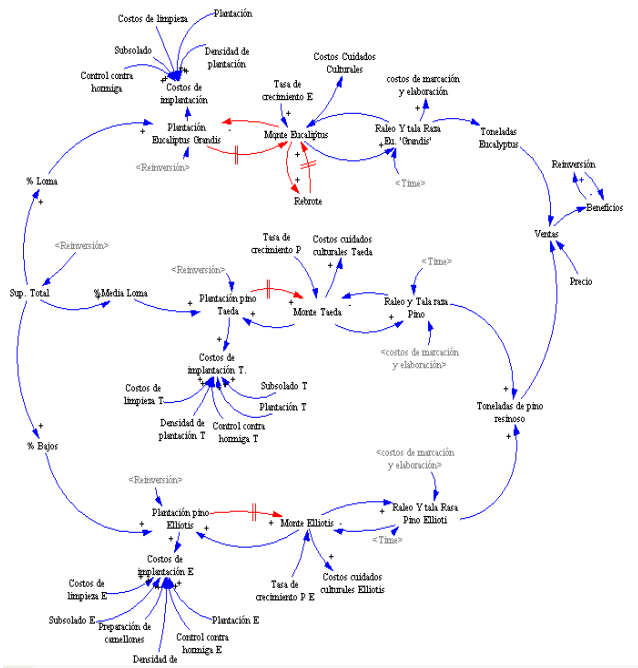 Costos de limpieza
Plantación
Subsolado
Densidad de
plantación
Control contra
hormiga
Costos de
implantación
Costos Cuidados
Culturales
Tasa de
crecimiento E
costos de marcación
y elaboración
Plantación
Eucaliptus Grandis
Monte Eucaliptus
Raleo Y tala Raza
Eu. 'Grandis'
Toneladas
Eucalyptus
<Reinversión>
<Time>
Reinversión
% Loma
Rebrote
Beneficios
Ventas
<Reinversión>
Tasa de
crecimiento P
Costos cuidados
culturales Taeda
<Reinversión>
<Time>
Precio
Sup. Total
%Media Loma
Plantación pino
Taeda
Monte Taeda
Raleo y Tala raza
Pino
<costos de marcación
y elaboración>
Costos de
implantación T.
Costos de
limpieza T
Subsolado T
Plantación T
Densidad de
plantación T
Control contra
hormiga T
Toneladas de pino
resinoso
% Bajos
<costos de marcación
y elaboración>
<Reinversión>
Plantación pino
Elliotis
Monte Elliotis
Raleo Y tala Rasa
Pino Ellioti
<Time>
Costos de
implantación E
Costos cuidados
culturales Elliotis
Tasa de
crecimiento P E
Costos de
limpieza E
Subsolado E
Preparación de
camellones
Plantación E
Control contra
hormiga E
Densidad de